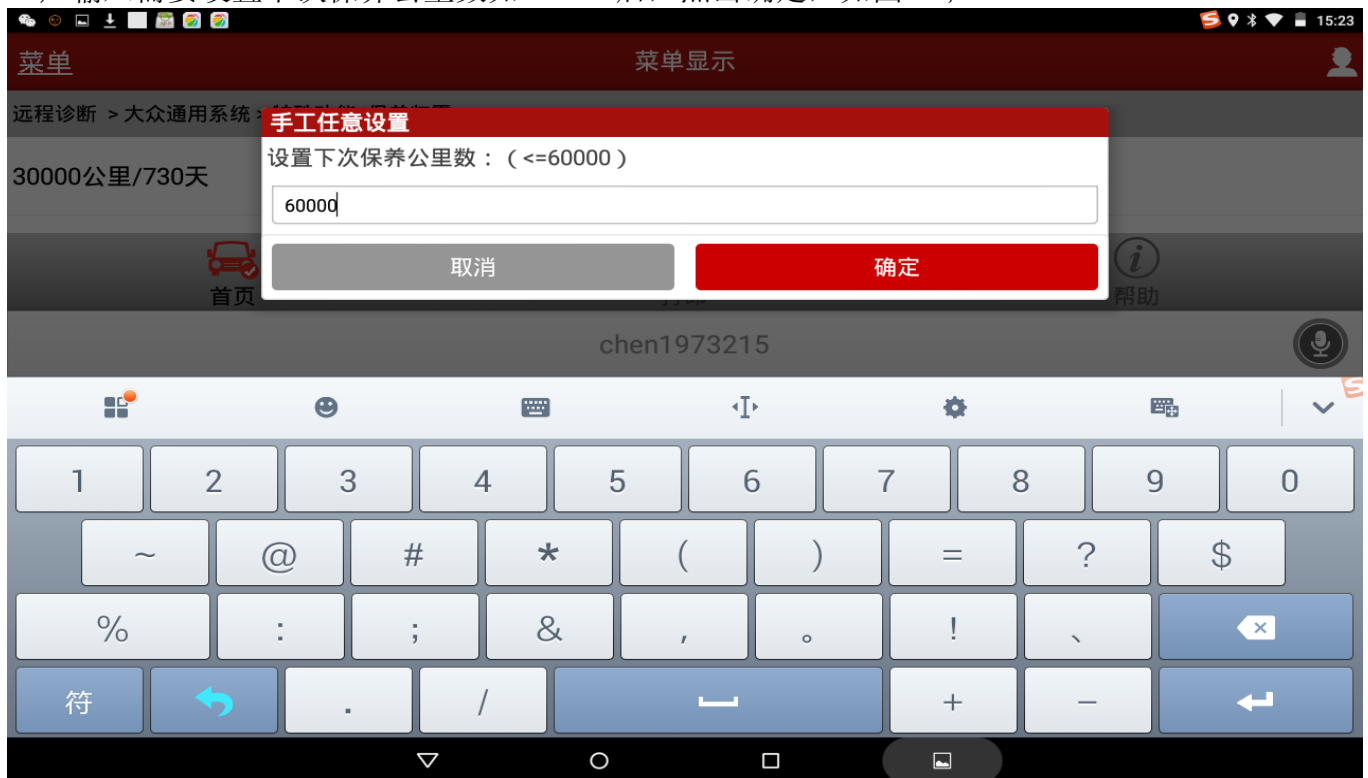 15:23
菜单
菜单显示
远程诊断 >大众通用系统
手工任意设置
设置下次保养公里数：（<=60000）
30000公里/730天
60000
取消
确定
首页
帮助
chen1973215
1 2 3 4 5 6 7 8 9 0
~ @ # * ( ) = ? $
% : ; & , 。 ! 、
符 . / + −